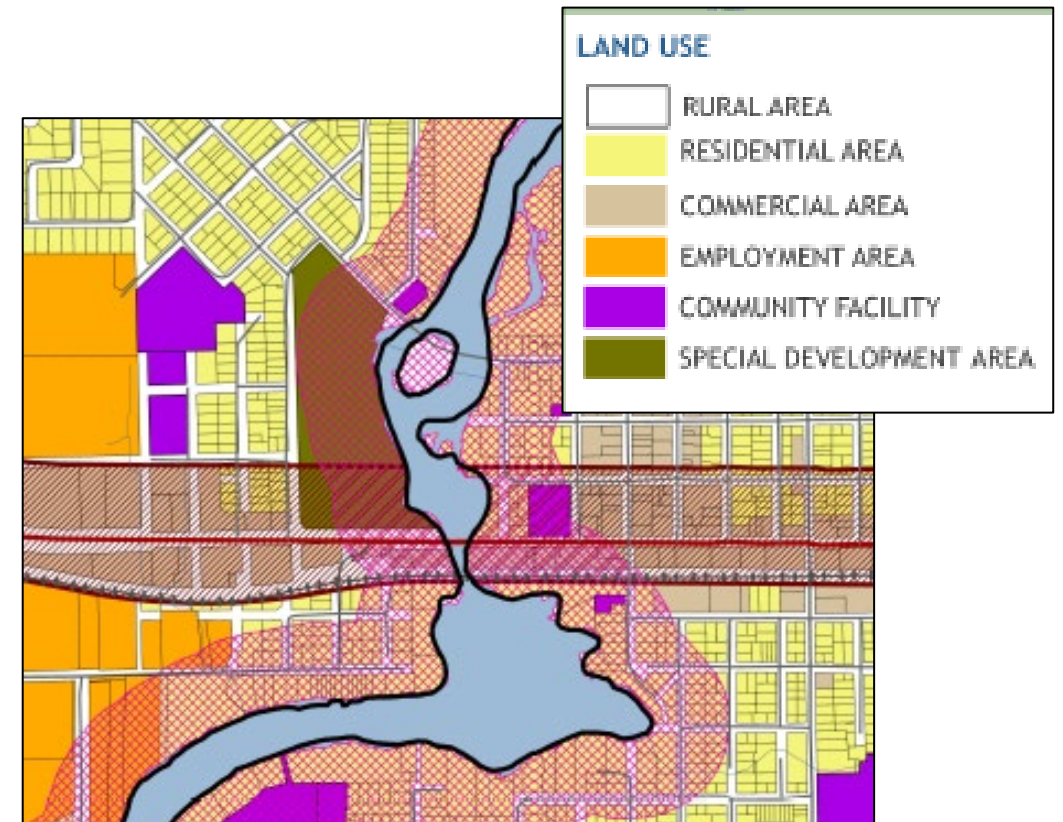 LAND USE
RURAL AREA
RESIDENTIAL AREA
COMMERCIAL AREA
EMPLOYMENT AREA
COMMUNITY FACILITY
SPECIAL DEVELOPMENT AREA